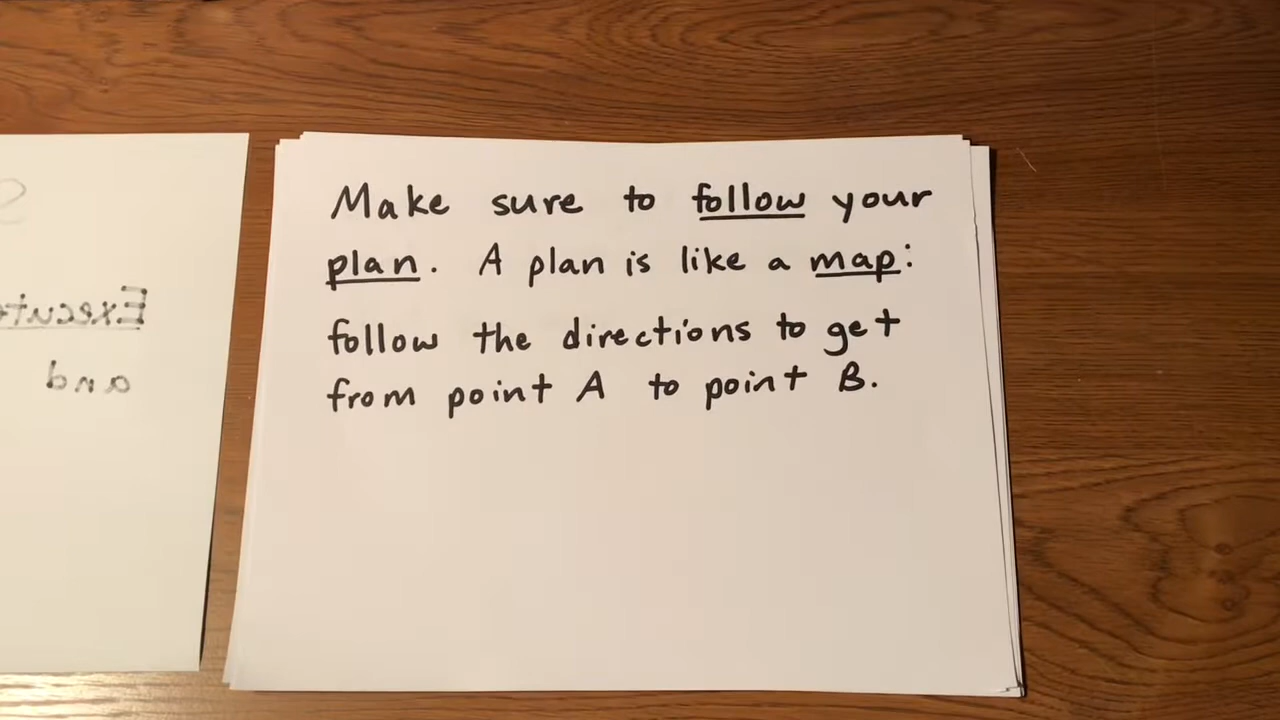 Make sure to follow your
plan. A plan is like a map:
follow the directions to get
from point A to point B.
and